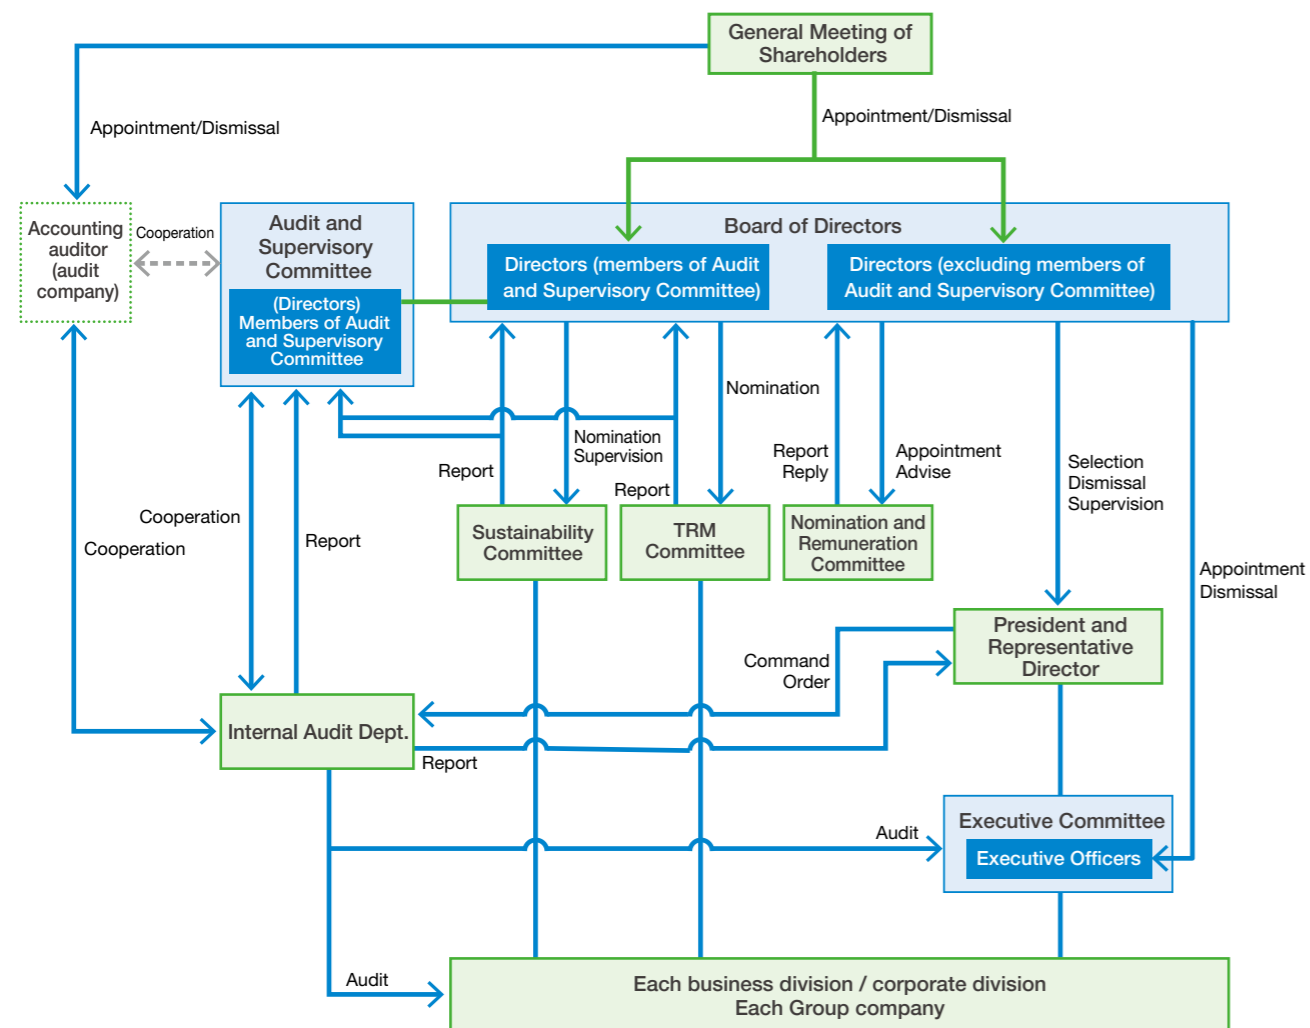 General Meeting of
Shareholders
Appointment/Dismissal
Appointment/Dismissal
Accounting
auditor
(audit
company)
Cooperation
Audit and
Supervisory
Committee
(Directors)
Members of Audit
and Supervisory
Committee
Board of Directors
Directors (members of Audit
and Supervisory Committee)
Directors (excluding members of
Audit and Supervisory Committee)
Nomination
Nomination
Supervision
Report
Report
Report
Reply
Appointment
Advise
Selection
Dismissal
Supervision
Cooperation
Cooperation
Report
Sustainability
Committee
TRM
Committee
Nomination and
Remuneration
Committee
Appointment
Dismissal
President and
Representative
Director
Command
Order
Internal Audit Dept.
Report
Audit
Executive Committee
Executive Officers
Audit
Each business division / corporate division
Each Group company